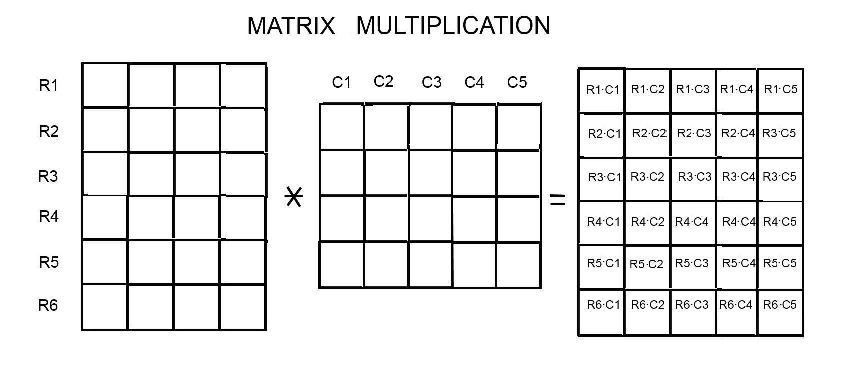 MATRIX MULTIPLICATION
C1 C2 C3 C4 C5
R1
R2
R3
R4
R5
R6
*
=
R1·C1 R1·C2 R1·C3 R1·C4 R1·C5
R2·C1 R2·C2 R2·C3 R2·C4 R3·C5
R3·C1 R3·C2 R3·C3 R3·C4 R3·C5
R4·C1 R4·C2 R4·C4 R4·C4 R4·C5
R5·C1 R5·C2 R5·C3 R5·C4 R5·C5
R6·C1 R6·C2 R6·C3 R6·C4 R6·C5